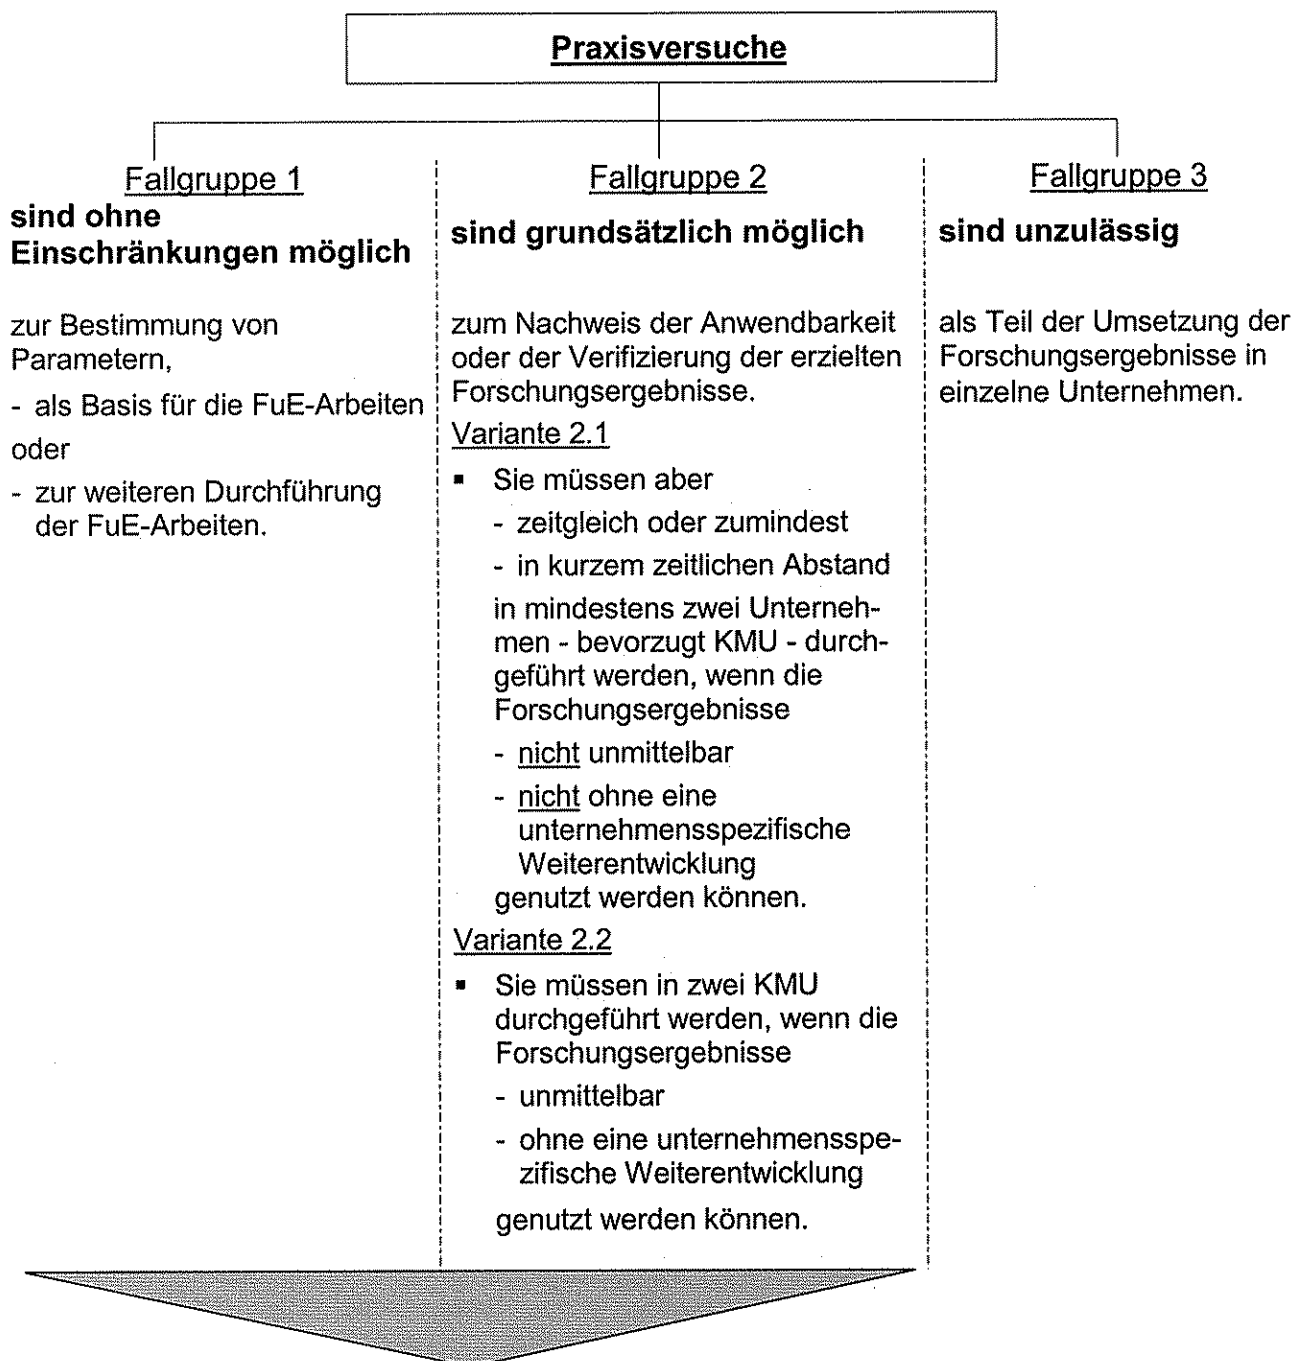 Praxisversuche
Fallgruppe 1
sind ohne
Einschränkungen möglich
zur Bestimmung von
Parametern,
- als Basis für die FuE-Arbeiten
oder
- zur weiteren Durchführung
der FuE-Arbeiten.
Fallgruppe 2
sind grundsätzlich möglich
zum Nachweis der Anwendbarkeit
oder der Verifizierung der erzielten
Forschungsergebnisse.
Variante 2.1
▪ Sie müssen aber
- zeitgleich oder zumindest
- in kurzem zeitlichen Abstand
in mindestens zwei Unterneh-
men - bevorzugt KMU - durch-
geführt werden, wenn die
Forschungsergebnisse
- nicht unmittelbar
- nicht ohne eine
unternehmensspezifische
Weiterentwicklung
genutzt werden können.
Variante 2.2
▪ Sie müssen in zwei KMU
durchgeführt werden, wenn die
Forschungsergebnisse
- unmittelbar
- ohne eine unternehmensspe-
zifische Weiterentwicklung
genutzt werden können.
Fallgruppe 3
sind unzulässig
als Teil der Umsetzung der
Forschungsergebnisse in
einzelne Unternehmen.